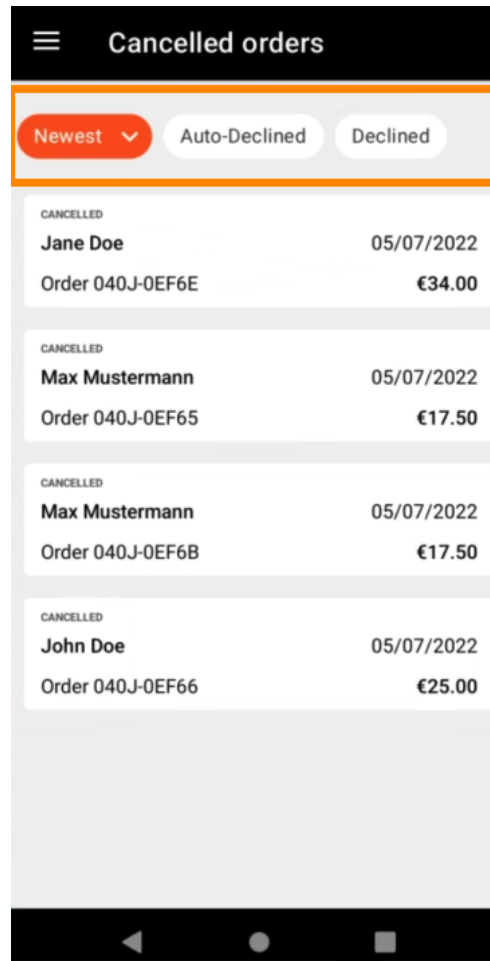 Cancelled orders
Newest Auto-Declined Declined
CANCELLED
Jane Doe 05/07/2022
Order 040J-0EF6E €34.00
CANCELLED
Max Mustermann 05/07/2022
Order 040J-0EF65 €17.50
CANCELLED
Max Mustermann 05/07/2022
Order 040J-0EF6B €17.50
CANCELLED
John Doe 05/07/2022
Order 040J-0EF66 €25.00